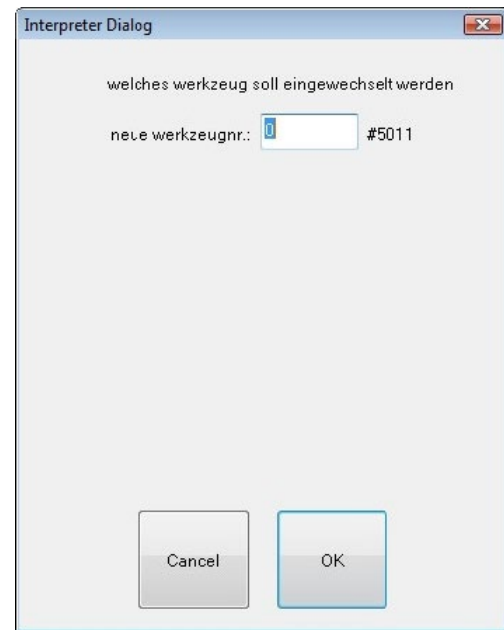 Interpreter Dialog
welches werkzeug soll eingewechselt werden
neue werkzeugnr.: 0 #5011
Cancel OK